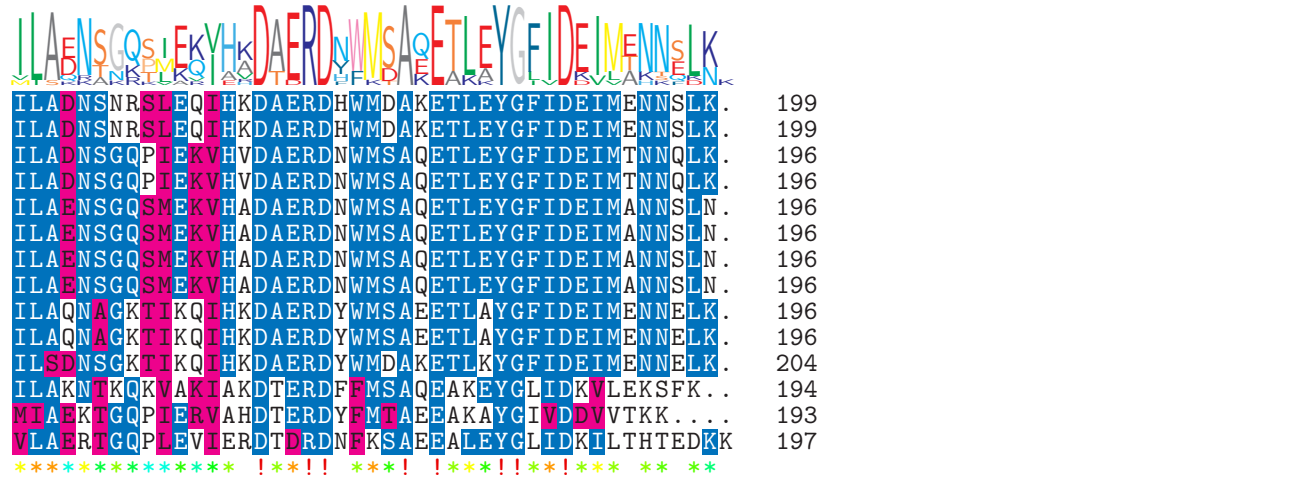 ILADNSNRSLEQIHKDAERDHWMDAKETLEYGFIDEIMENNSLK. 199
ILADNSNRSLEQIHKDAERDHWMDAKETLEYGFIDEIMENNSLK. 199
ILADNSGQPIEKVHVDAERDNWMSAQETLEYGFIDEIMTNNQLK. 196
ILADNSGQPIEKVHVDAERDNWMSAQETLEYGFIDEIMTNNQLK. 196
ILAENSGQSMEKVHADAERDNWMSAQETLEYGFIDEIMANNSLN. 196
ILAENSGQSMEKVHADAERDNWMSAQETLEYGFIDEIMANNSLN. 196
ILAENSGQSMEKVHADAERDNWMSAQETLEYGFIDEIMANNSLN. 196
ILAENSGQSMEKVHADAERDNWMSAQETLEYGFIDEIMANNSLN. 196
ILAQNAGKTIKQIHKDAERDYWMSAEETLAYGFIDEIMENNELK. 196
ILAQNAGKTIKQIHKDAERDYWMSAEETLAYGFIDEIMENNELK. 196
ILSDNSGKTIKQIHKDAERDYWMDAKETLKYGFIDEIMENNELK. 204
ILAKNTKQKVAKIAKDTERDFFMSAQEAKEYGLIDKVLEKSFK.. 194
MIAEKTGQPIERVAHDTERDYFMTAEEAKAYGIVDDVVTKK.... 193
VLAERTGQPLEVIERDTDRDNFKSAEEALEYGLIDKILTHTEDKK 197
************** !**!! ***! !***!!**!*** ** **